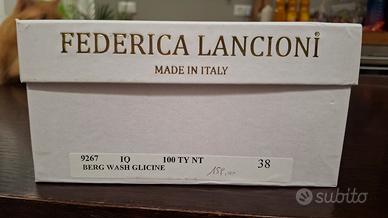 FEDERICA LANCIONI
MADE IN ITALY
9267 IQ 100 TY NT
BERG WASH GLICINE 38
subito